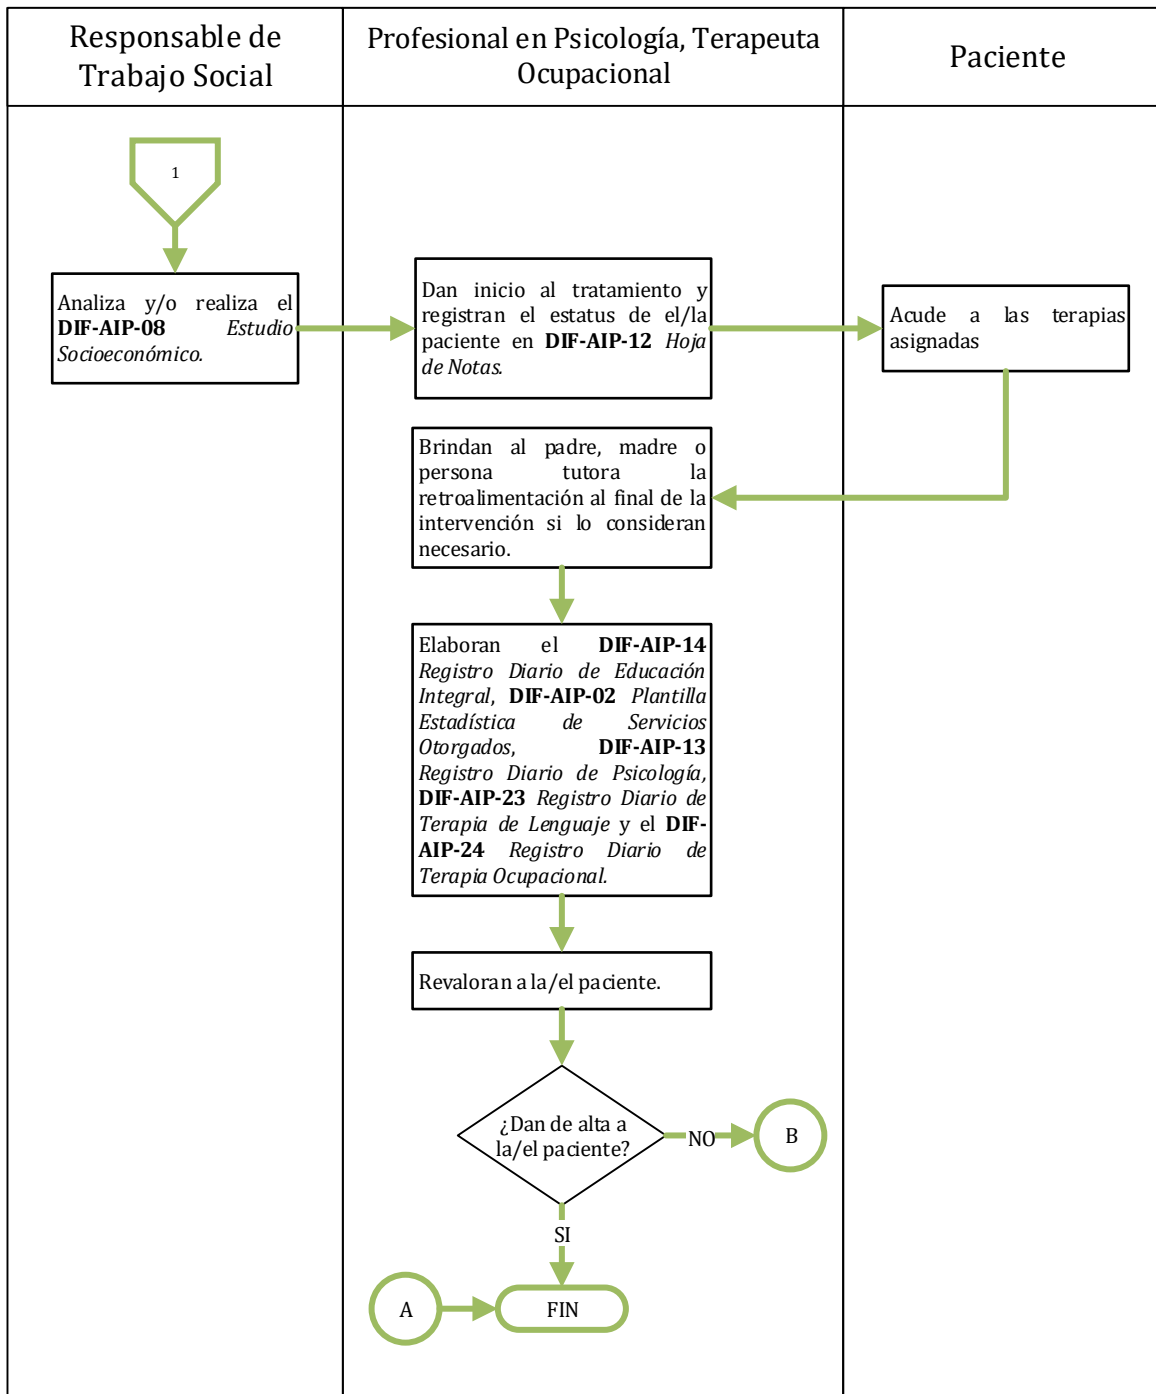 Responsable de
Trabajo Social
Profesional en Psicología, Terapeuta
Ocupacional
Paciente
1
Analiza y/o realiza el
DIF-AIP-08 Estudio
Socioeconómico.
Dan inicio al tratamiento y
registran el estatus de el/la
paciente en DIF-AIP-12 Hoja
de Notas.
Acude a las terapias
asignadas
Brindan al padre, madre o
persona tutora la
retroalimentación al final de la
intervención si lo consideran
necesario.
Elaboran el DIF-AIP-14
Registro Diario de Educación
Integral, DIF-AIP-02 Plantilla
Estadística de Servicios
Otorgados, DIF-AIP-13
Registro Diario de Psicología,
DIF-AIP-23 Registro Diario de
Terapia de Lenguaje y el DIF-
AIP-24 Registro Diario de
Terapia Ocupacional.
Revaloran a la/el paciente.
¿Dan de alta a
la/el paciente?
NO
B
SI
A
FIN